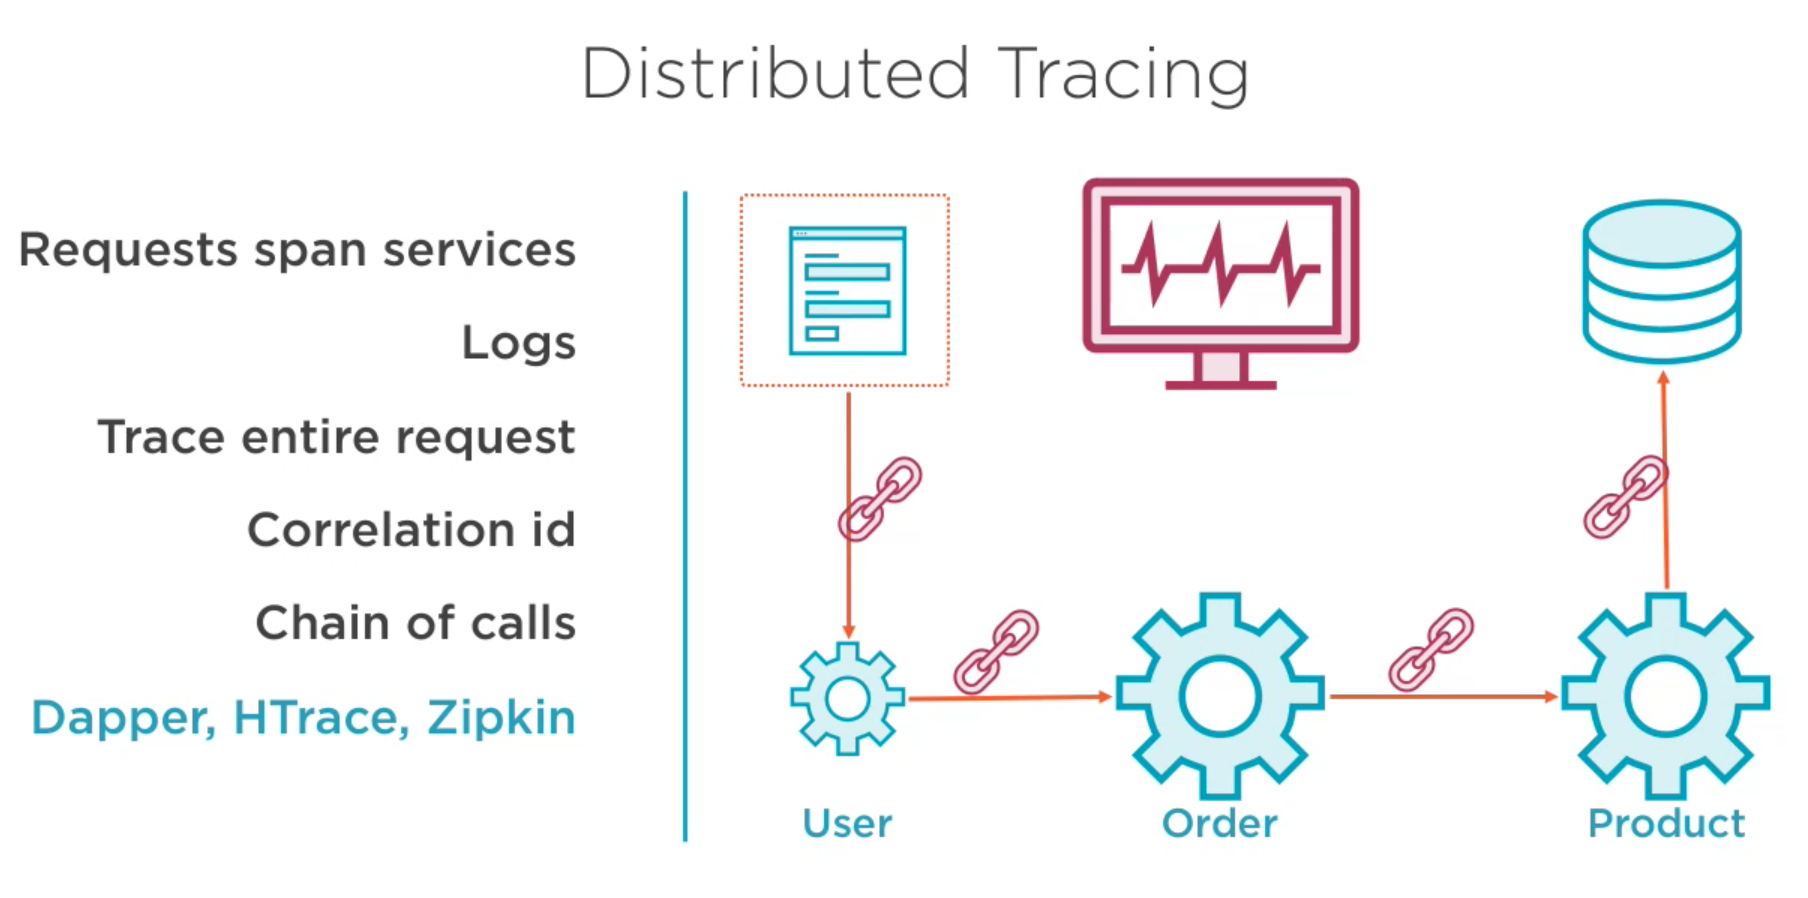 Distributed Tracing
Requests span services
Logs
Trace entire request
Correlation id
Chain of calls
Dapper, HTrace, Zipkin
User
Order
Product